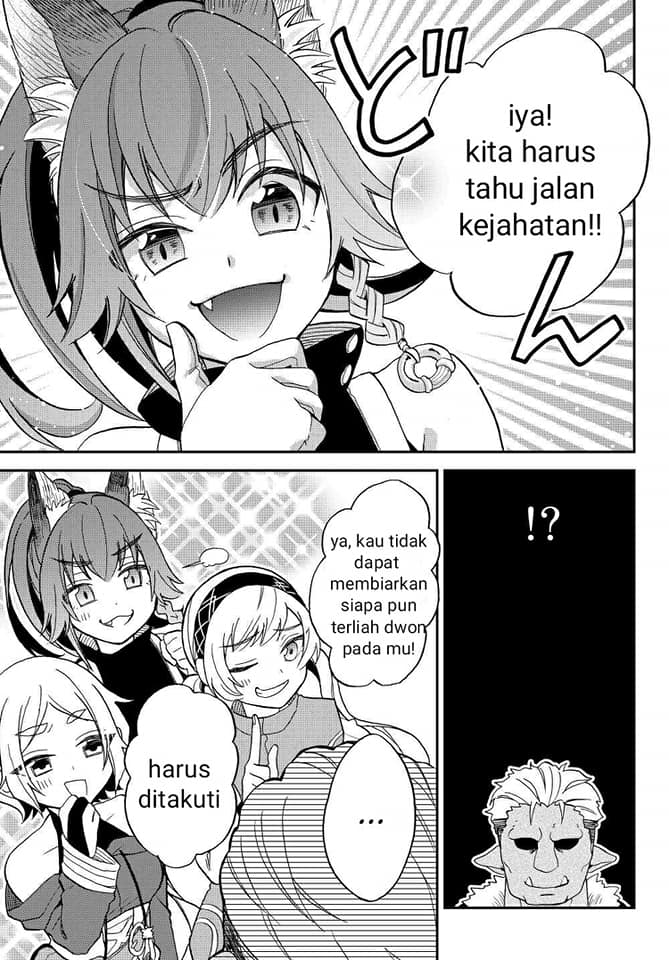 iya!
kita harus
tahu jalan
kejahatan!!
どーん
!?
ya, kau tidak
dapat
membiarkan
siapa pun
terliah dwon
pada mu!
harus
ditakuti
...